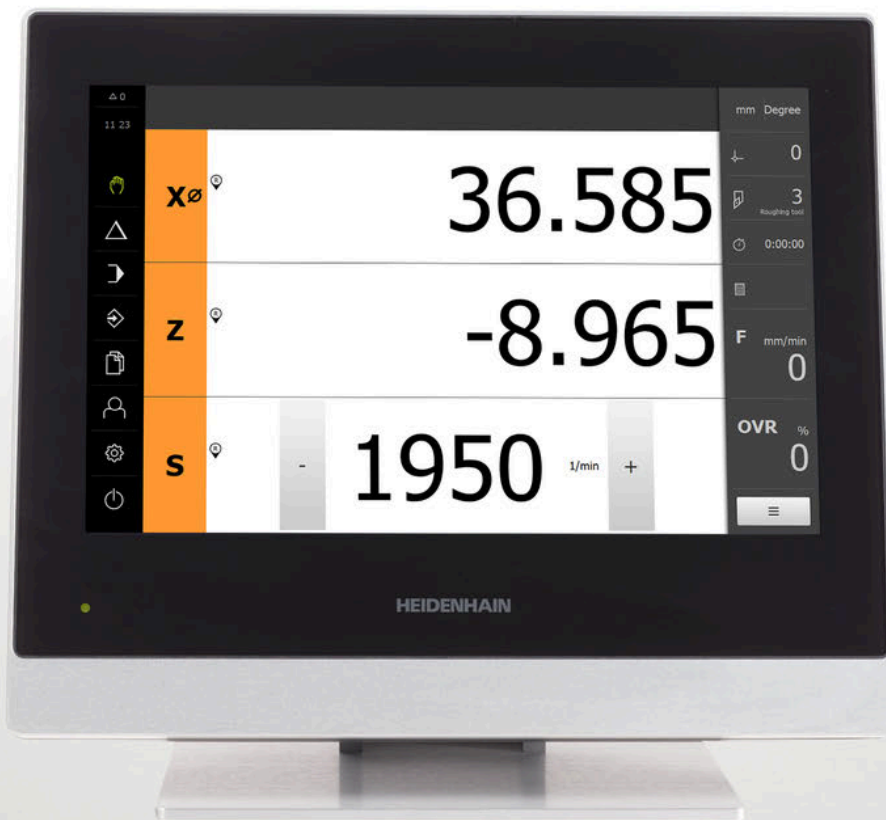 △ 0
11 23
mm Degree
X⌀
R
36.585
0
3
Roughing tool
0:00:00
Z
R
-8.965
F mm/min
0
S
R
-
1950
1/min
+
OVR %
0
HEIDENHAIN